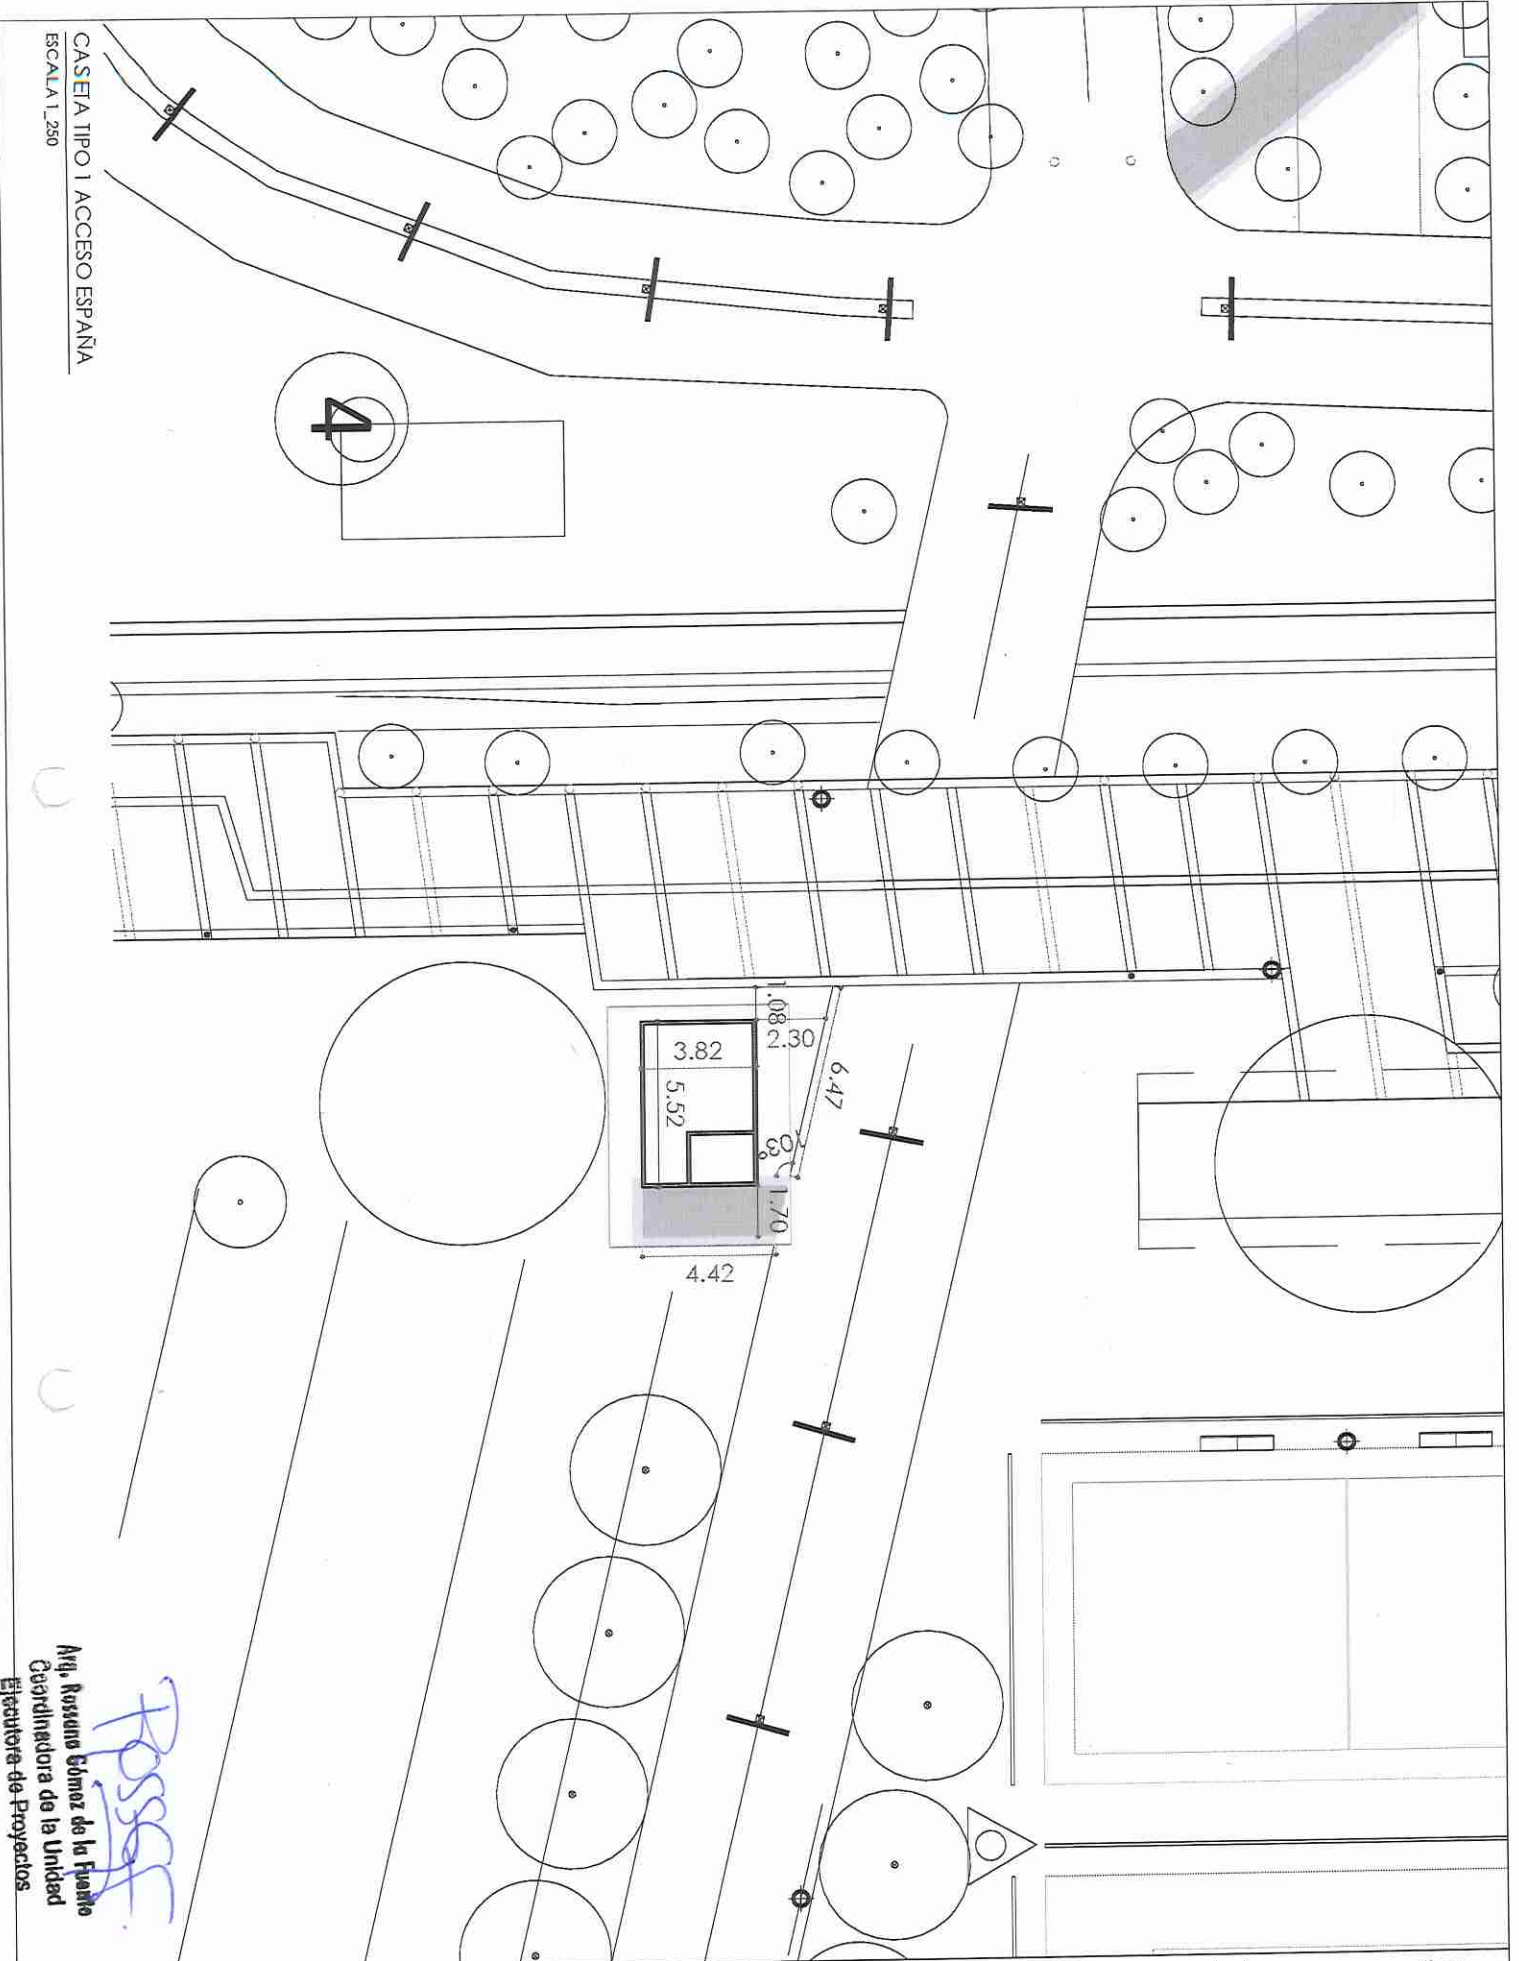 CASETA TIPO 1 ACCESO ESPAÑA
ESCALA 1_250
4
1.08
2.30
3.82
5.52
6.47
1.70
4.42
Arq. Rossana Gómez de la Fuente
Coordinadora de la Unidad
Ejecutora de Proyectos